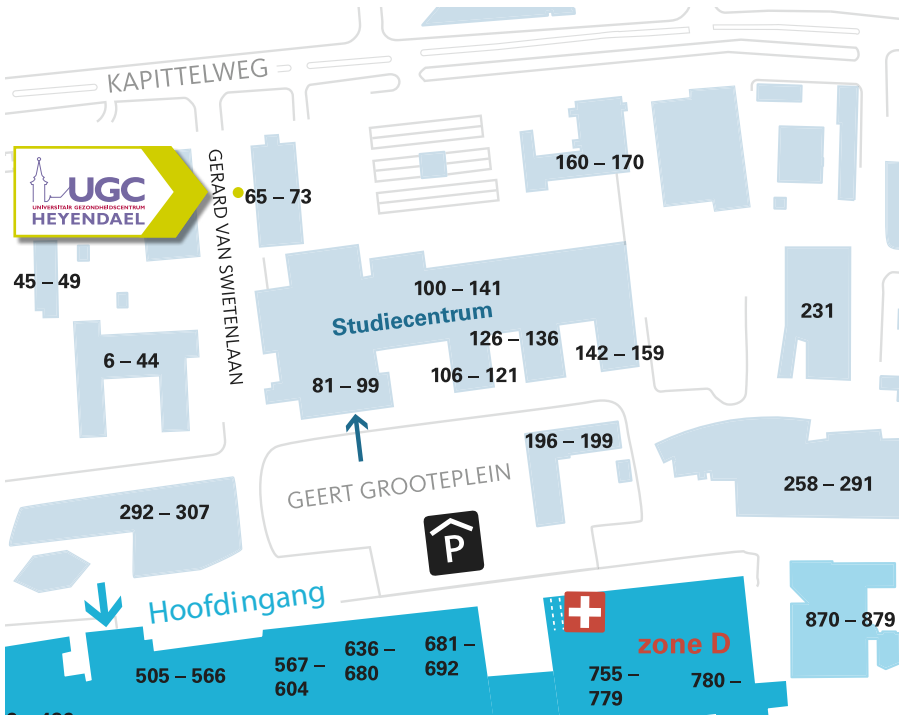 KAPITTELWEG
160 – 170
UGC
UNIVERSITAIR GEZONDHEIDSCENTRUM
HEYENDAEL
GERARD VAN SWIETENLAAN
65 – 73
45 – 49
100 – 141
231
Studiecentrum
126 – 136
142 – 159
6 – 44
106 – 121
81 – 99
196 – 199
GEERT GROOTEPLEIN
258 – 291
292 – 307
P
Hoofdingang
870 – 879
zone D
636 –
680
681 –
692
567 –
604
505 – 566
755 –
779
780 –